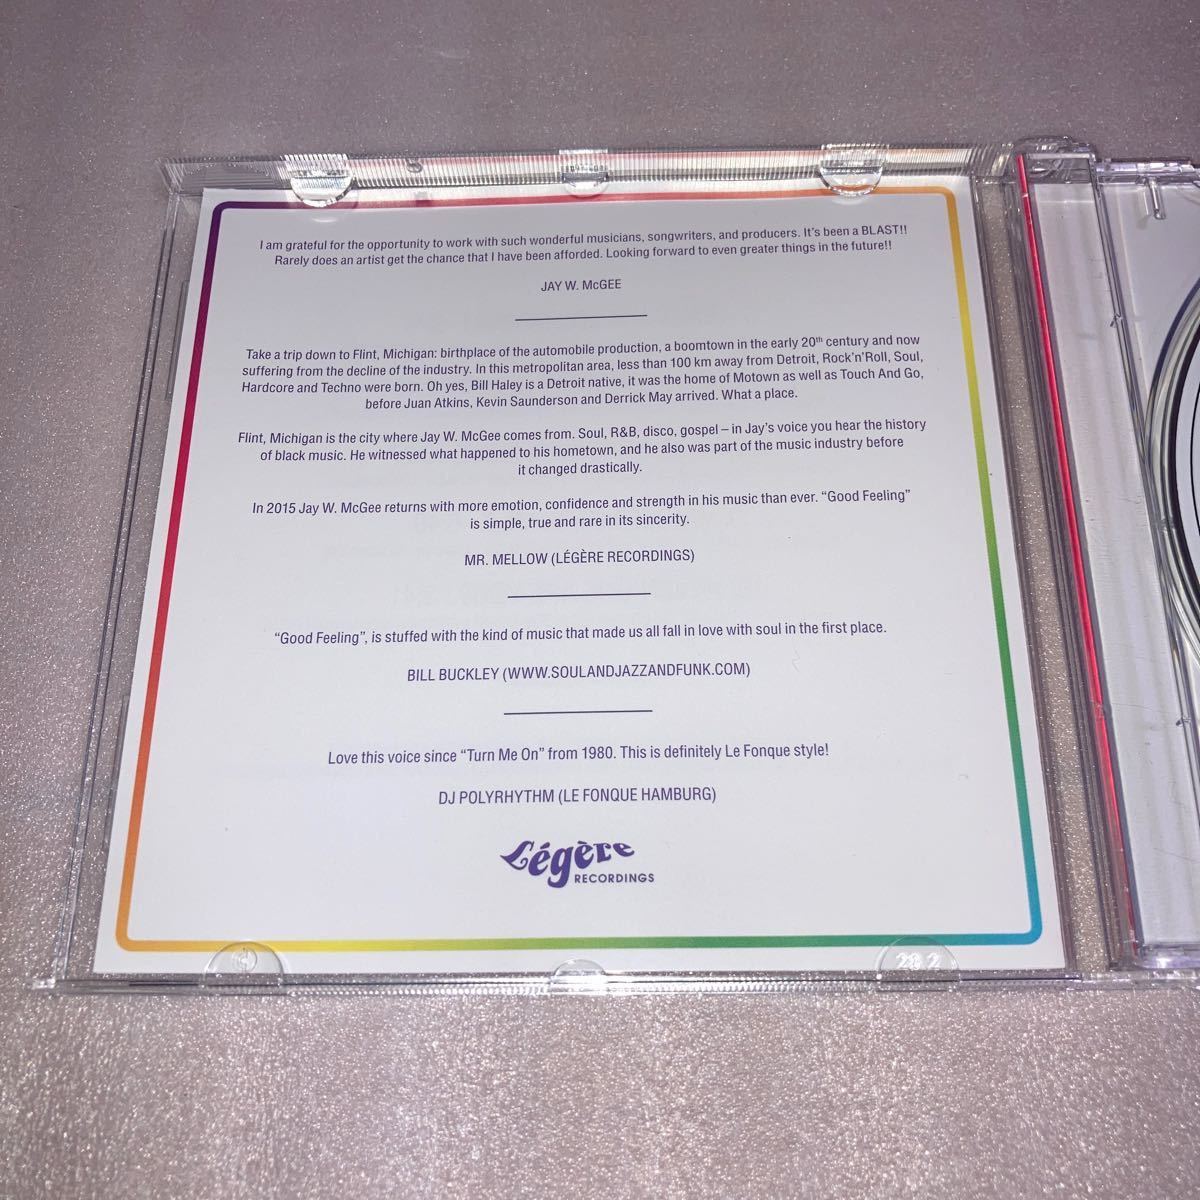 I am grateful for the opportunity to work with such wonderful musicians, songwriters, and producers. It's been a BLAST!!
Rarely does an artist get the chance that I have been afforded. Looking forward to even greater things in the future!!
JAY W. McGEE
Take a trip down to Flint, Michigan: birthplace of the automobile production, a boomtown in the early 20th century and now
suffering from the decline of the industry. In this metropolitan area, less than 100 km away from Detroit, Rock'n'Roll, Soul,
Hardcore and Techno were born. Oh yes, Bill Haley is a Detroit native, it was the home of Motown as well as Touch And Go,
before Juan Atkins, Kevin Saunderson and Derrick May arrived. What a place.
Flint, Michigan is the city where Jay W. McGee comes from. Soul, R&B, disco, gospel – in Jay's voice you hear the history
of black music. He witnessed what happened to his hometown, and he also was part of the music industry before
it changed drastically.
In 2015 Jay W. McGee returns with more emotion, confidence and strength in his music than ever. “Good Feeling”
is simple, true and rare in its sincerity.
MR. MELLOW (LÉGÈRE RECORDINGS)
“Good Feeling”, is stuffed with the kind of music that made us all fall in love with soul in the first place.
BILL BUCKLEY (WWW.SOULANDJAZZANDFUNK.COM)
Love this voice since “Turn Me On” from 1980. This is definitely Le Fonque style!
DJ POLYRHYTHM (LE FONQUE HAMBURG)
Légère
RECORDINGS